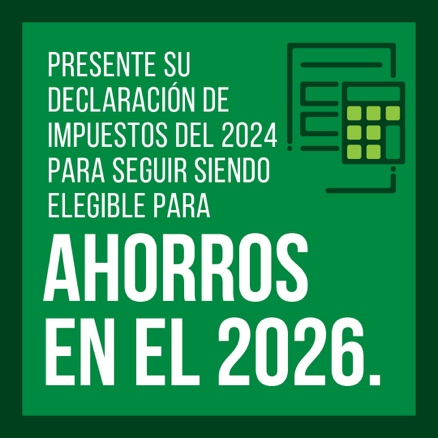 PRESENTE SU
DECLARACIÓN DE
IMPUESTOS DEL 2024
PARA SEGUIR SIENDO
ELEGIBLE PARA
AHORROS
EN EL 2026.